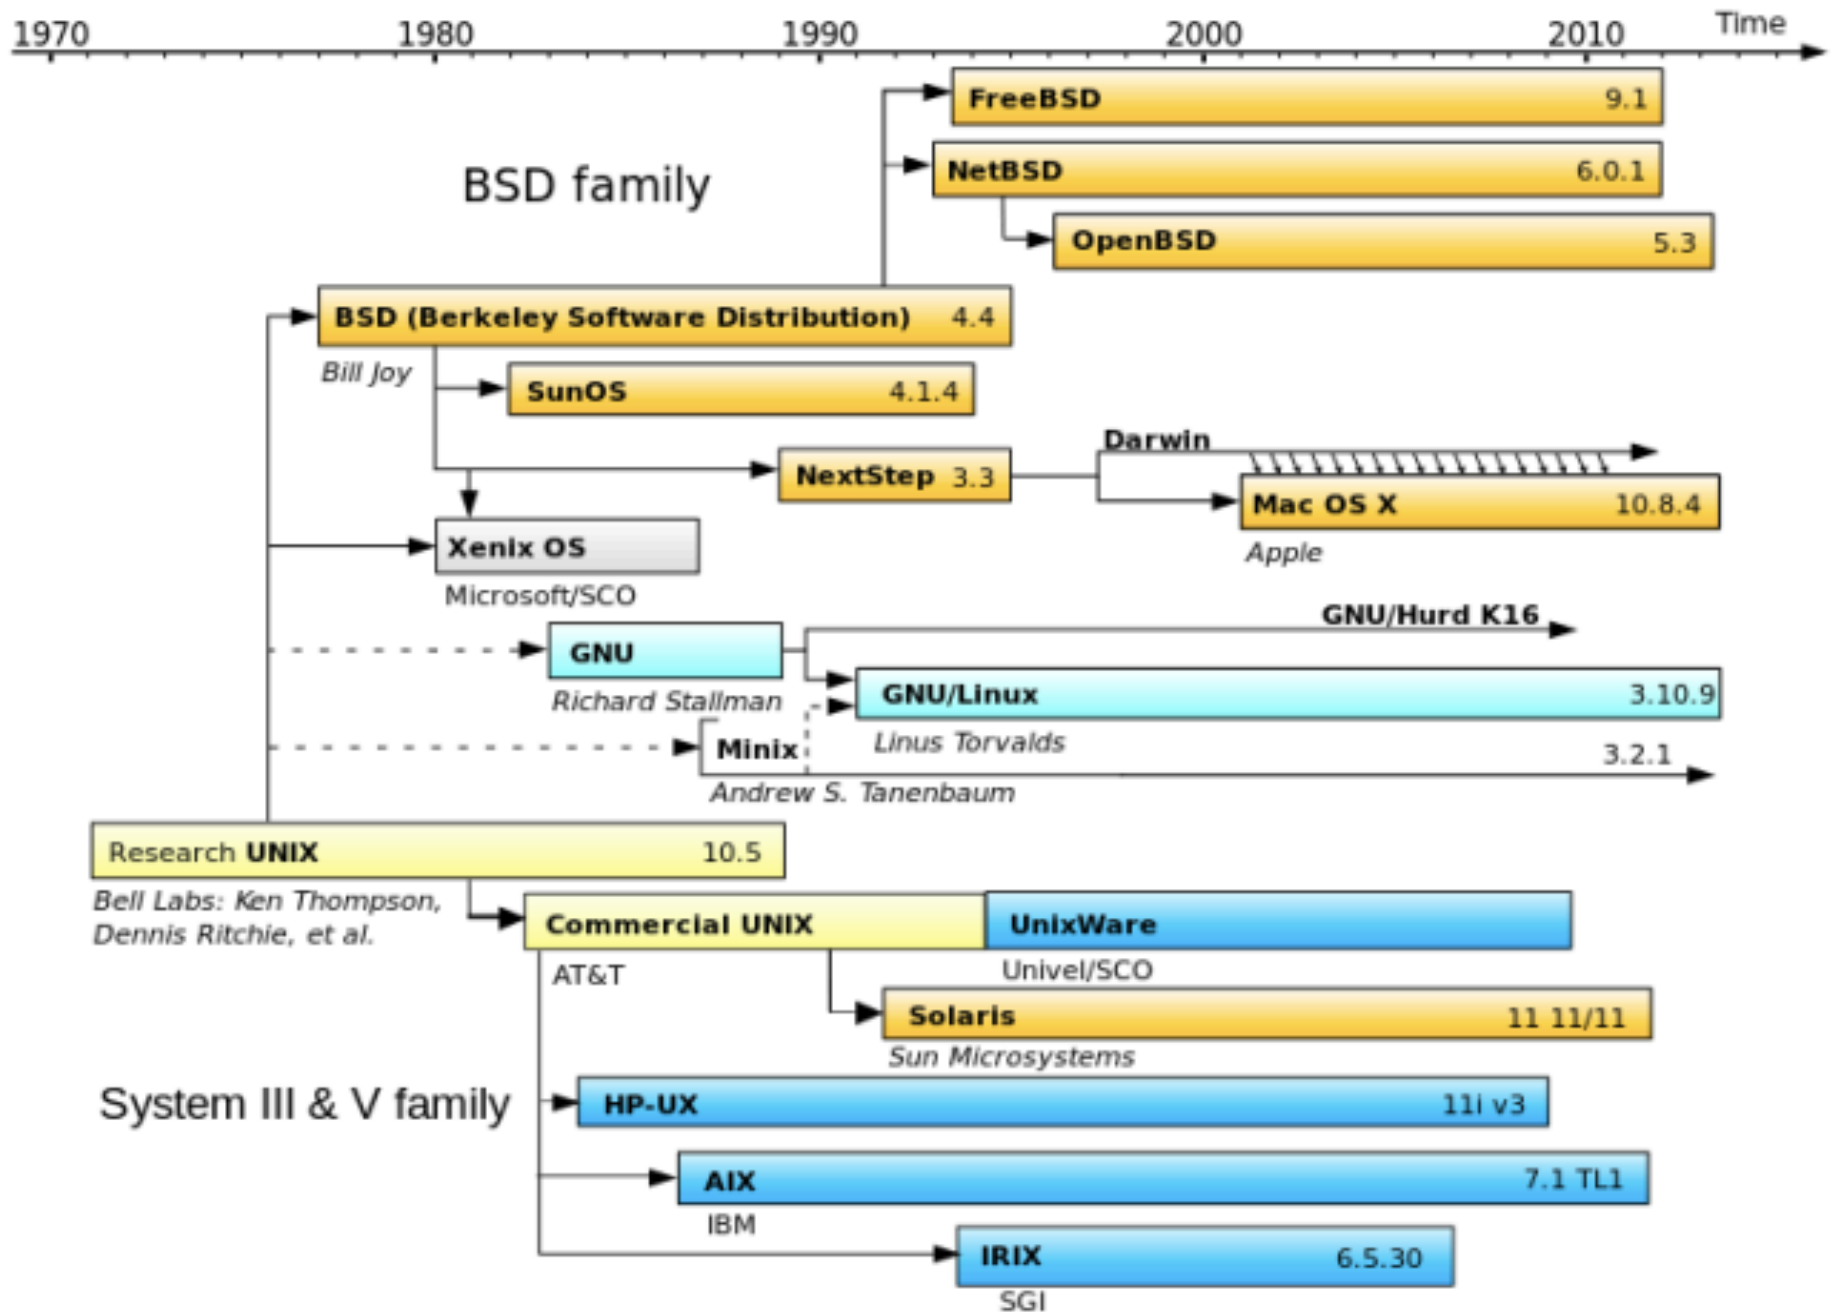 1970 1980 1990 2000 2010 Time
FreeBSD 9.1
NetBSD 6.0.1
BSD family
OpenBSD 5.3
BSD (Berkeley Software Distribution) 4.4
Bill Joy
SunOS 4.1.4
Darwin
NextStep 3.3
Mac OS X 10.8.4
Apple
Xenix OS
Microsoft/SCO
GNU/Hurd K16
GNU
GNU/Linux 3.10.9
Richard Stallman
Linus Torvalds
Minix 3.2.1
Andrew S. Tanenbaum
Research UNIX 10.5
Bell Labs: Ken Thompson,
Dennis Ritchie, et al.
Commercial UNIX
UnixWare
AT&T
Univel/SCO
Solaris 11 11/11
Sun Microsystems
System III & V family
HP-UX 11i v3
AIX 7.1 TL1
IBM
IRIX 6.5.30
SGI